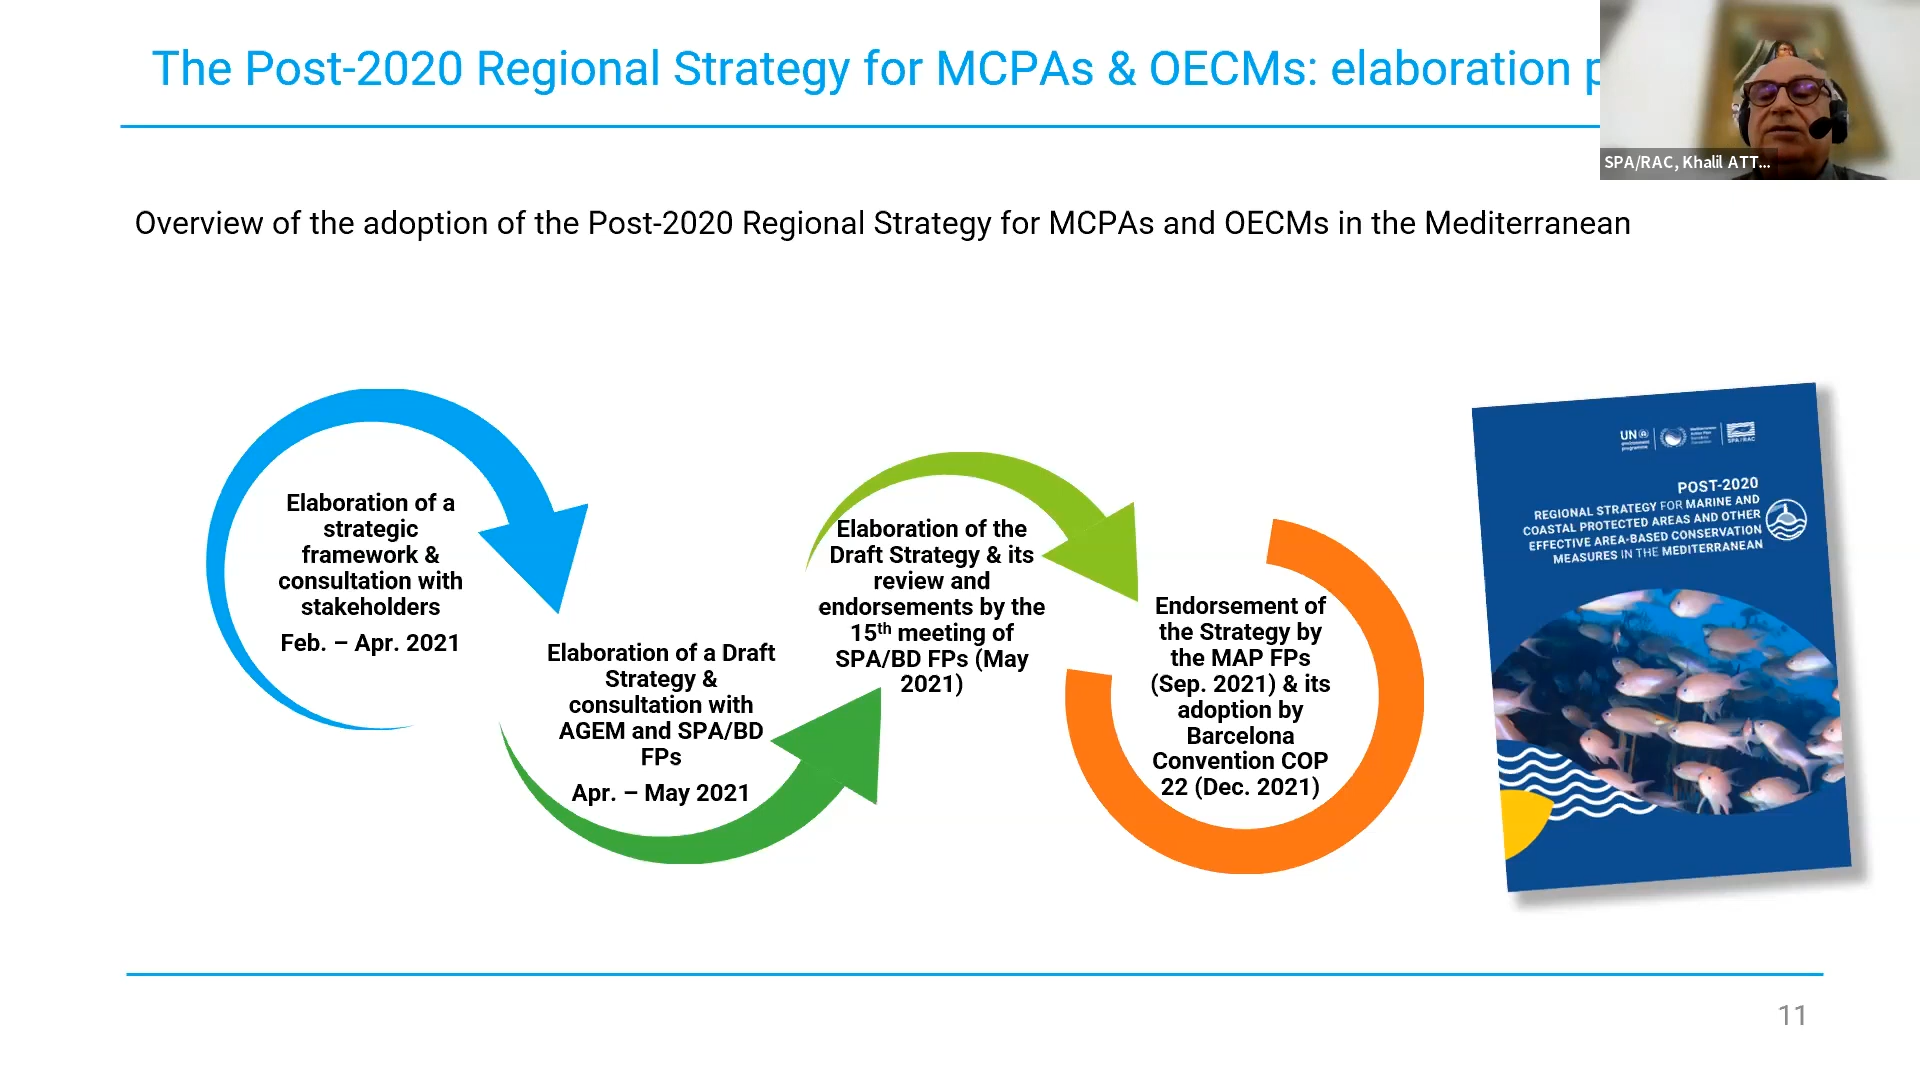 The Post-2020 Regional Strategy for MCPAs & OECMs: elaboration p
SPA/RAC, Khalil ATT...
Overview of the adoption of the Post-2020 Regional Strategy for MCPAs and OECMs in the Mediterranean
Elaboration of a
strategic
framework &
consultation with
stakeholders
Feb. – Apr. 2021
Elaboration of a Draft
Strategy &
consultation with
AGEM and SPA/BD
FPs
Apr. – May 2021
Elaboration of the
Draft Strategy & its
review and
endorsements by the
15th meeting of
SPA/BD FPs (May
2021)
Endorsement of
the Strategy by
the MAP FPs
(Sep. 2021) & its
adoption by
Barcelona
Convention COP
22 (Dec. 2021)
UN
environment
programme
SPA/RAC
POST-2020
REGIONAL STRATEGY FOR MARINE AND
COASTAL PROTECTED AREAS AND OTHER
EFFECTIVE AREA-BASED CONSERVATION
MEASURES IN THE MEDITERRANEAN
11